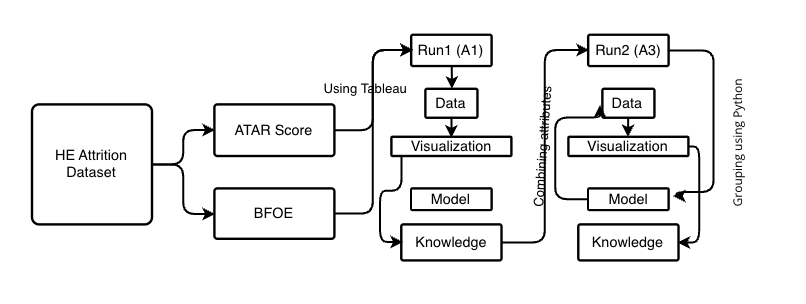 HE Attrition
Dataset
ATAR Score
BFOE
Using Tableau
Run1 (A1)
Data
Visualization
Model
Knowledge
Combining attributes
Run2 (A3)
Data
Visualization
Model
Knowledge
Grouping using Python